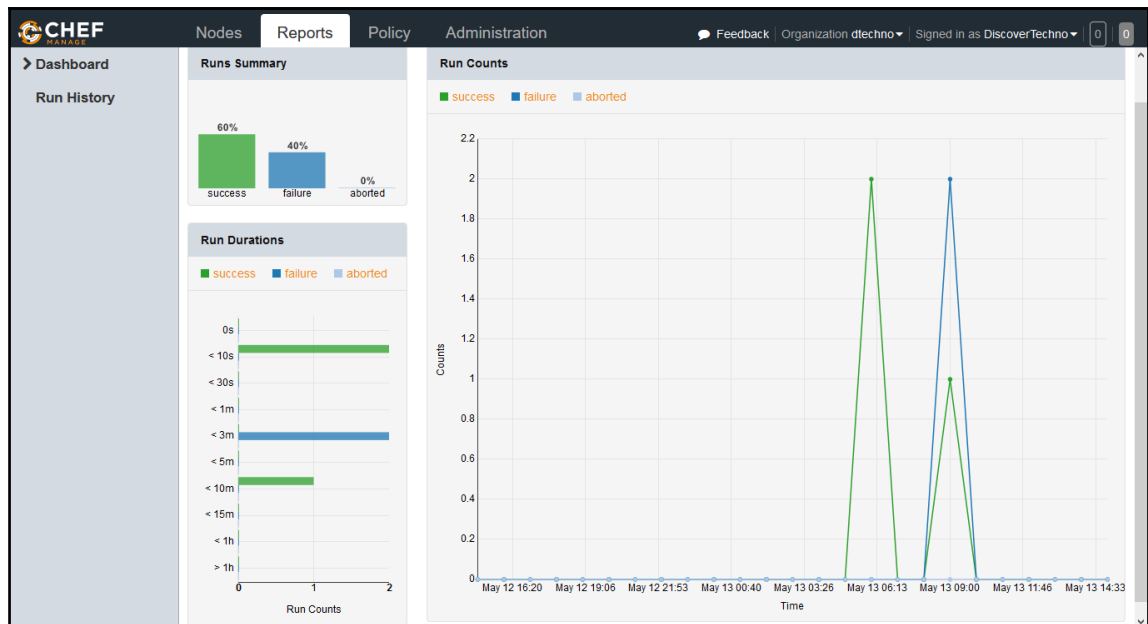 CHEF
MANAGE
Nodes Reports Policy Administration
Feedback Organization dtechno Signed in as DiscoverTechno 0 0
Dashboard
Run History
Runs Summary
60%
40%
0%
success failure aborted
Run Durations
success failure aborted
0s
< 10s
< 30s
< 1m
< 3m
< 5m
< 10m
< 15m
< 1h
> 1h
0 1 2
Run Counts
Run Counts
success failure aborted
2.2
2
1.8
1.6
1.4
1.2
1
0.8
0.6
0.4
0.2
0
Counts
May 12 16:20 May 12 19:06 May 12 21:53 May 13 00:40 May 13 03:26 May 13 06:13 May 13 09:00 May 13 11:46 May 13 14:33
Time